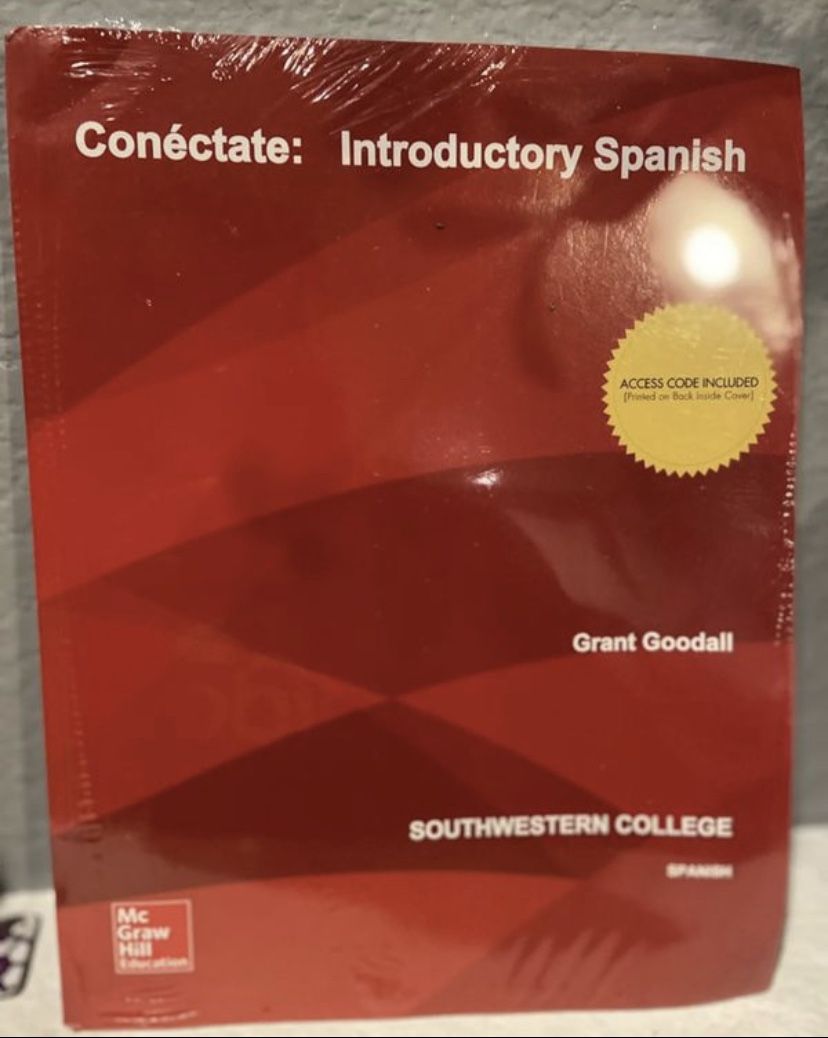 Conéctate: Introductory Spanish
ACCESS CODE INCLUDED
[Printed on Back Inside Cover]
Grant Goodall
SOUTHWESTERN COLLEGE
SPANISH
Mc
Graw
Hill
Education